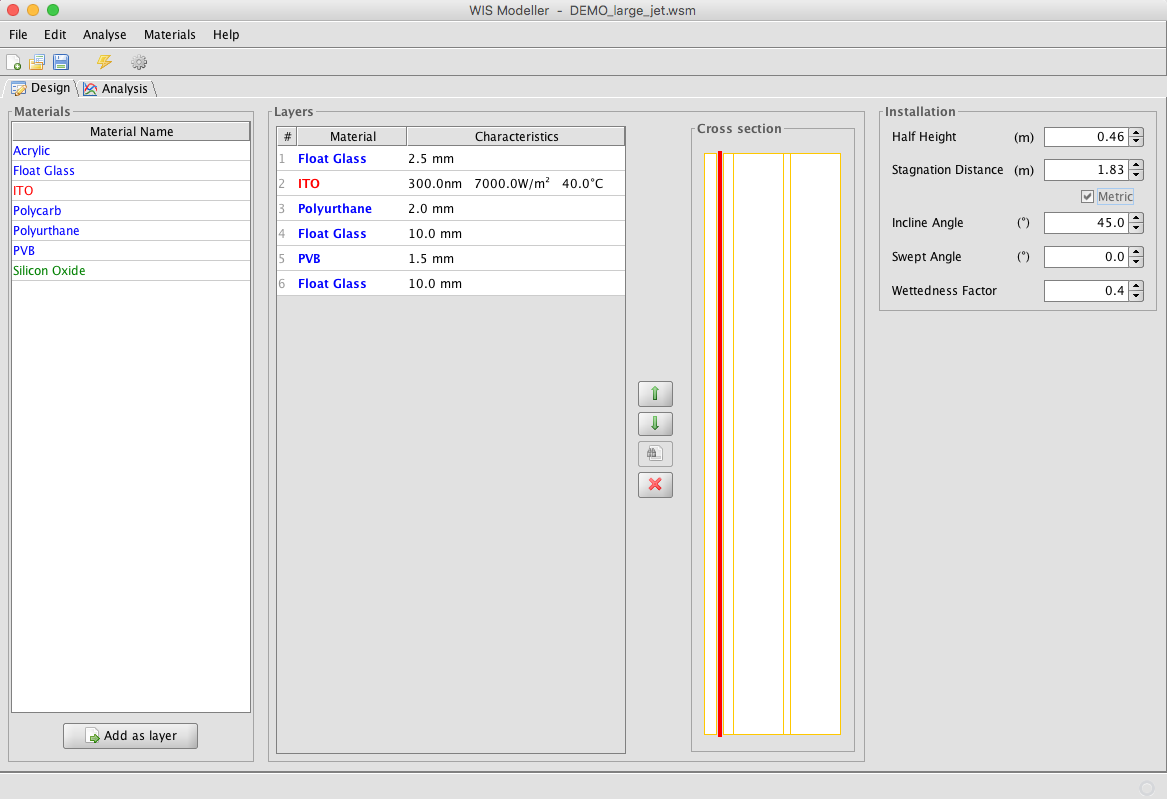 WIS Modeller - DEMO_large_jet.wsm
File Edit Analyse Materials Help
Design Analysis
Materials
Material Name
Acrylic
Float Glass
ITO
Polycarb
Polyurthane
PVB
Silicon Oxide
Add as layer
Layers
# Material Characteristics
1 Float Glass 2.5 mm
2 ITO 300.0nm 7000.0W/m² 40.0°C
3 Polyurthane 2.0 mm
4 Float Glass 10.0 mm
5 PVB 1.5 mm
6 Float Glass 10.0 mm
Cross section
Installation
Half Height (m) 0.46
Stagnation Distance (m) 1.83
Metric
Incline Angle (°) 45.0
Swept Angle (°) 0.0
Wettedness Factor 0.4